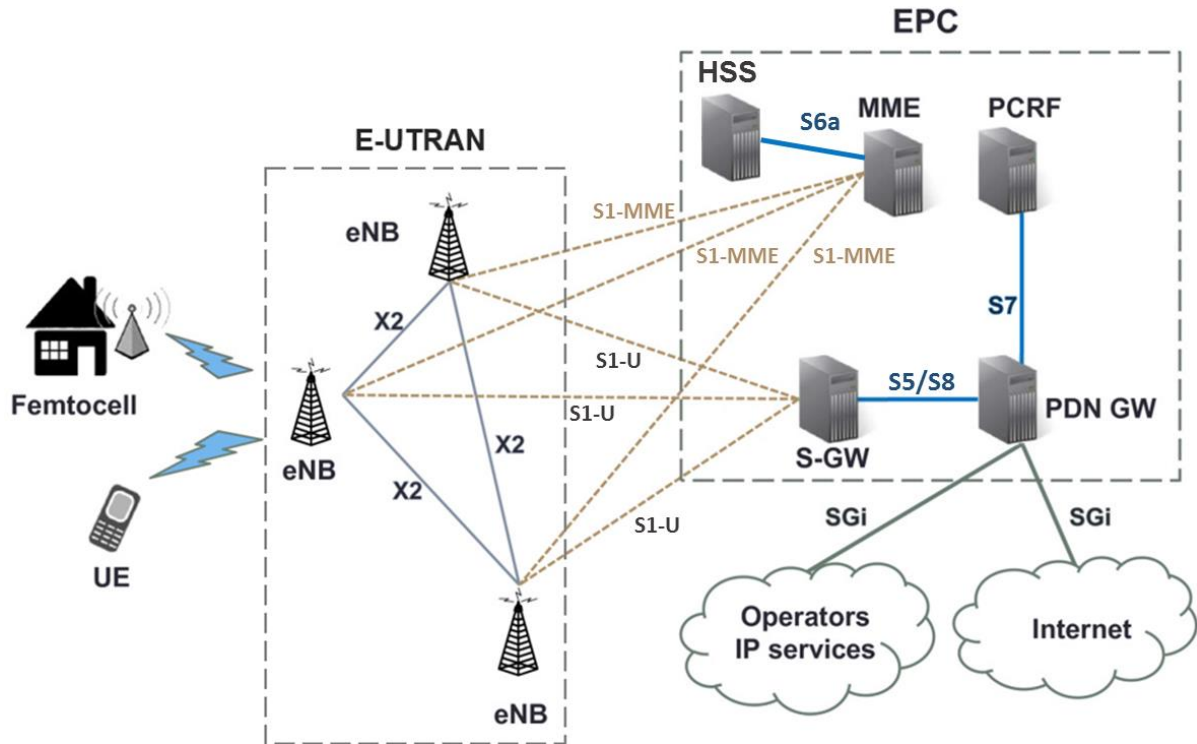 EPC
HSS
MME
PCRF
S6a
E-UTRAN
eNB
S1-MME
S1-MME
S1-MME
X2
S7
Femtocell
S1-U
S5/S8
PDN GW
S1-U
eNB
X2
S-GW
X2
UE
S1-U
SGi
SGi
Operators
IP services
Internet
eNB